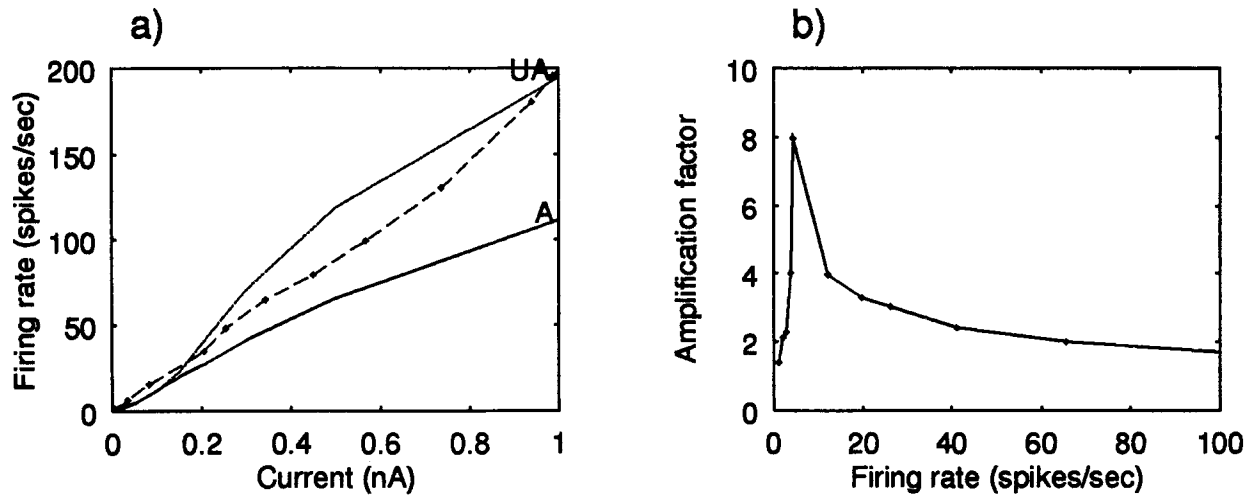 a)
200
150
100
50
0
Firing rate (spikes/sec)
UA
A
0 0.2 0.4 0.6 0.8 1
Current (nA)
b)
10
8
6
4
2
0
Amplification factor
0 20 40 60 80 100
Firing rate (spikes/sec)